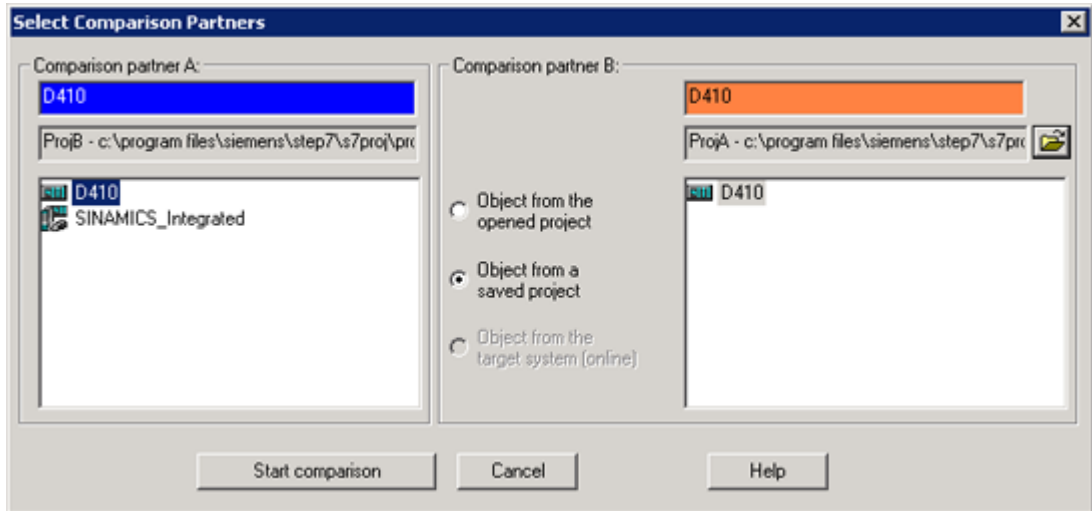 Select Comparison Partners
Comparison partner A:
D410
ProjB - c:\program files\siemens\step7\s7proj\pro
D410
SINAMICS_Integrated
Comparison partner B:
Object from the
opened project
Object from a
saved project
Object from the
target system (online)
D410
ProjA - c:\program files\siemens\step7\s7pro
D410
Start comparison
Cancel
Help